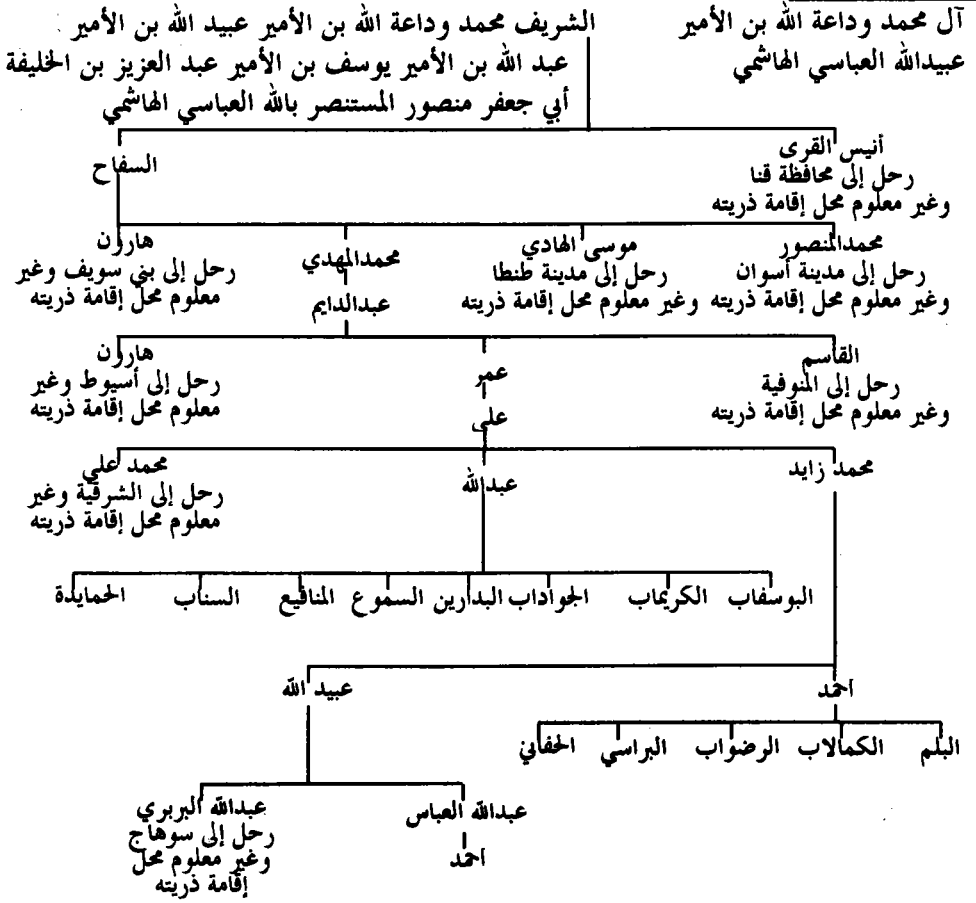 آل محمد وداعة الله بن الأمير
عبيدالله العباسي الهاشمي
الشريف محمد وداعة الله بن الأمير عبيد الله بن الأمير
عبد الله بن الأمير يوسف بن الأمير عبد العزيز بن الخليفة
أبي جعفر منصور المستنصر بالله العباسي الهاشمي
أنيس القرى
رحل إلى محافظة قنا
وغير معلوم محل إقامة ذريته
السفاح
محمدالمنصور
رحل إلى مدينة أسوان
وغير معلوم محل إقامة ذريته
موسى الهادي
رحل إلى مدينة طنطا
وغير معلوم محل إقامة ذريته
محمدالمهدي
عبدالدايم
هارون
رحل إلى بني سويف وغير
معلوم محل إقامة ذريته
القاسم
رحل إلى المنوفية
وغير معلوم محل إقامة ذريته
عمر
على
هارون
رحل إلى أسيوط وغير
معلوم محل إقامة ذريته
محمد زايد
عبدالله
محمد علي
رحل إلى الشرقية وغير
معلوم محل إقامة ذريته
البوسفاب الكريماب الجواداب البدارين السموع المنافيع السناب الحمايدة
احمد
عبيد الله
البلم الكمالاب الرضواب البراسي الحفاني
عبدالله العباس
احمد
عبدالله البربري
رحل إلى سوهاج
وغير معلوم محل
إقامة ذريته